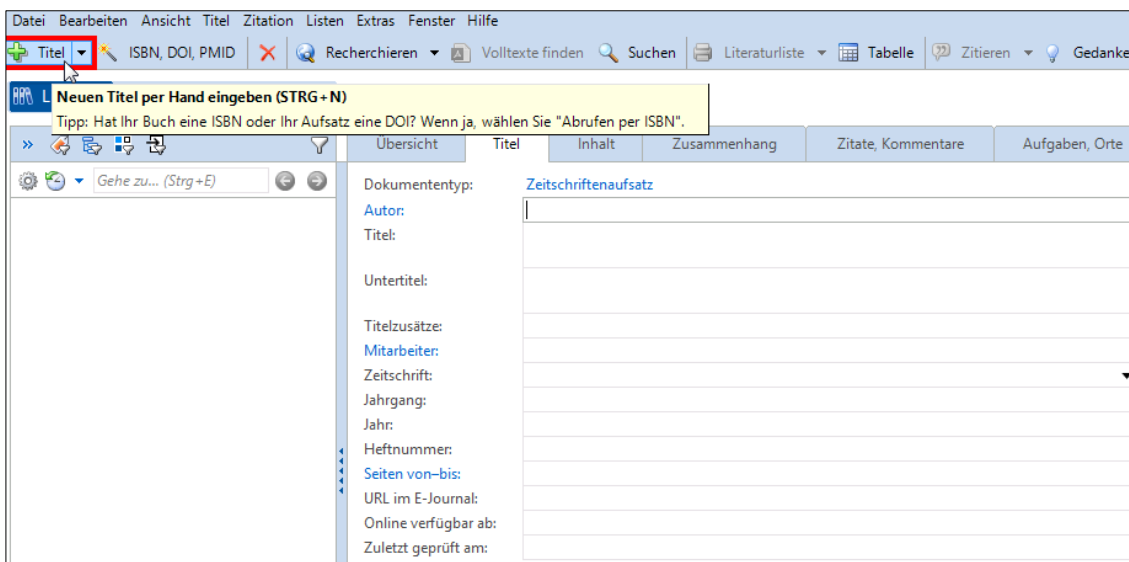 Datei Bearbeiten Ansicht Titel Zitation Listen Extras Fenster Hilfe
Titel ISBN, DOI, PMID Recherchieren Volltexte finden Suchen Literaturliste Tabelle Zitieren Gedanke
L
Neuen Titel per Hand eingeben (STRG+N)
Tipp: Hat Ihr Buch eine ISBN oder Ihr Aufsatz eine DOI? Wenn ja, wählen Sie "Abrufen per ISBN".
Übersicht Titel Inhalt Zusammenhang Zitate, Kommentare Aufgaben, Orte
Gehe zu... (Strg+E)
Dokumententyp: Zeitschriftenaufsatz
Autor:
Titel:
Untertitel:
Titelzusätze:
Mitarbeiter:
Zeitschrift:
Jahrgang:
Jahr:
Heftnummer:
Seiten von–bis:
URL im E-Journal:
Online verfügbar ab:
Zuletzt geprüft am: